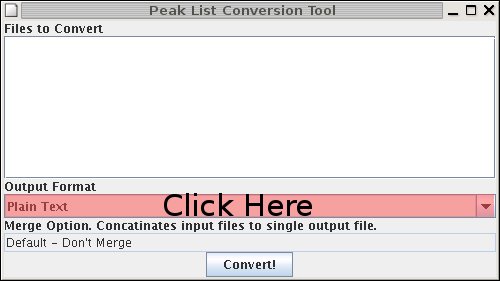 Peak List Conversion Tool
Files to Convert
Output Format
Plain Text
Click Here
Merge Option. Concatinates input files to single output file.
Default - Don't Merge
Convert!